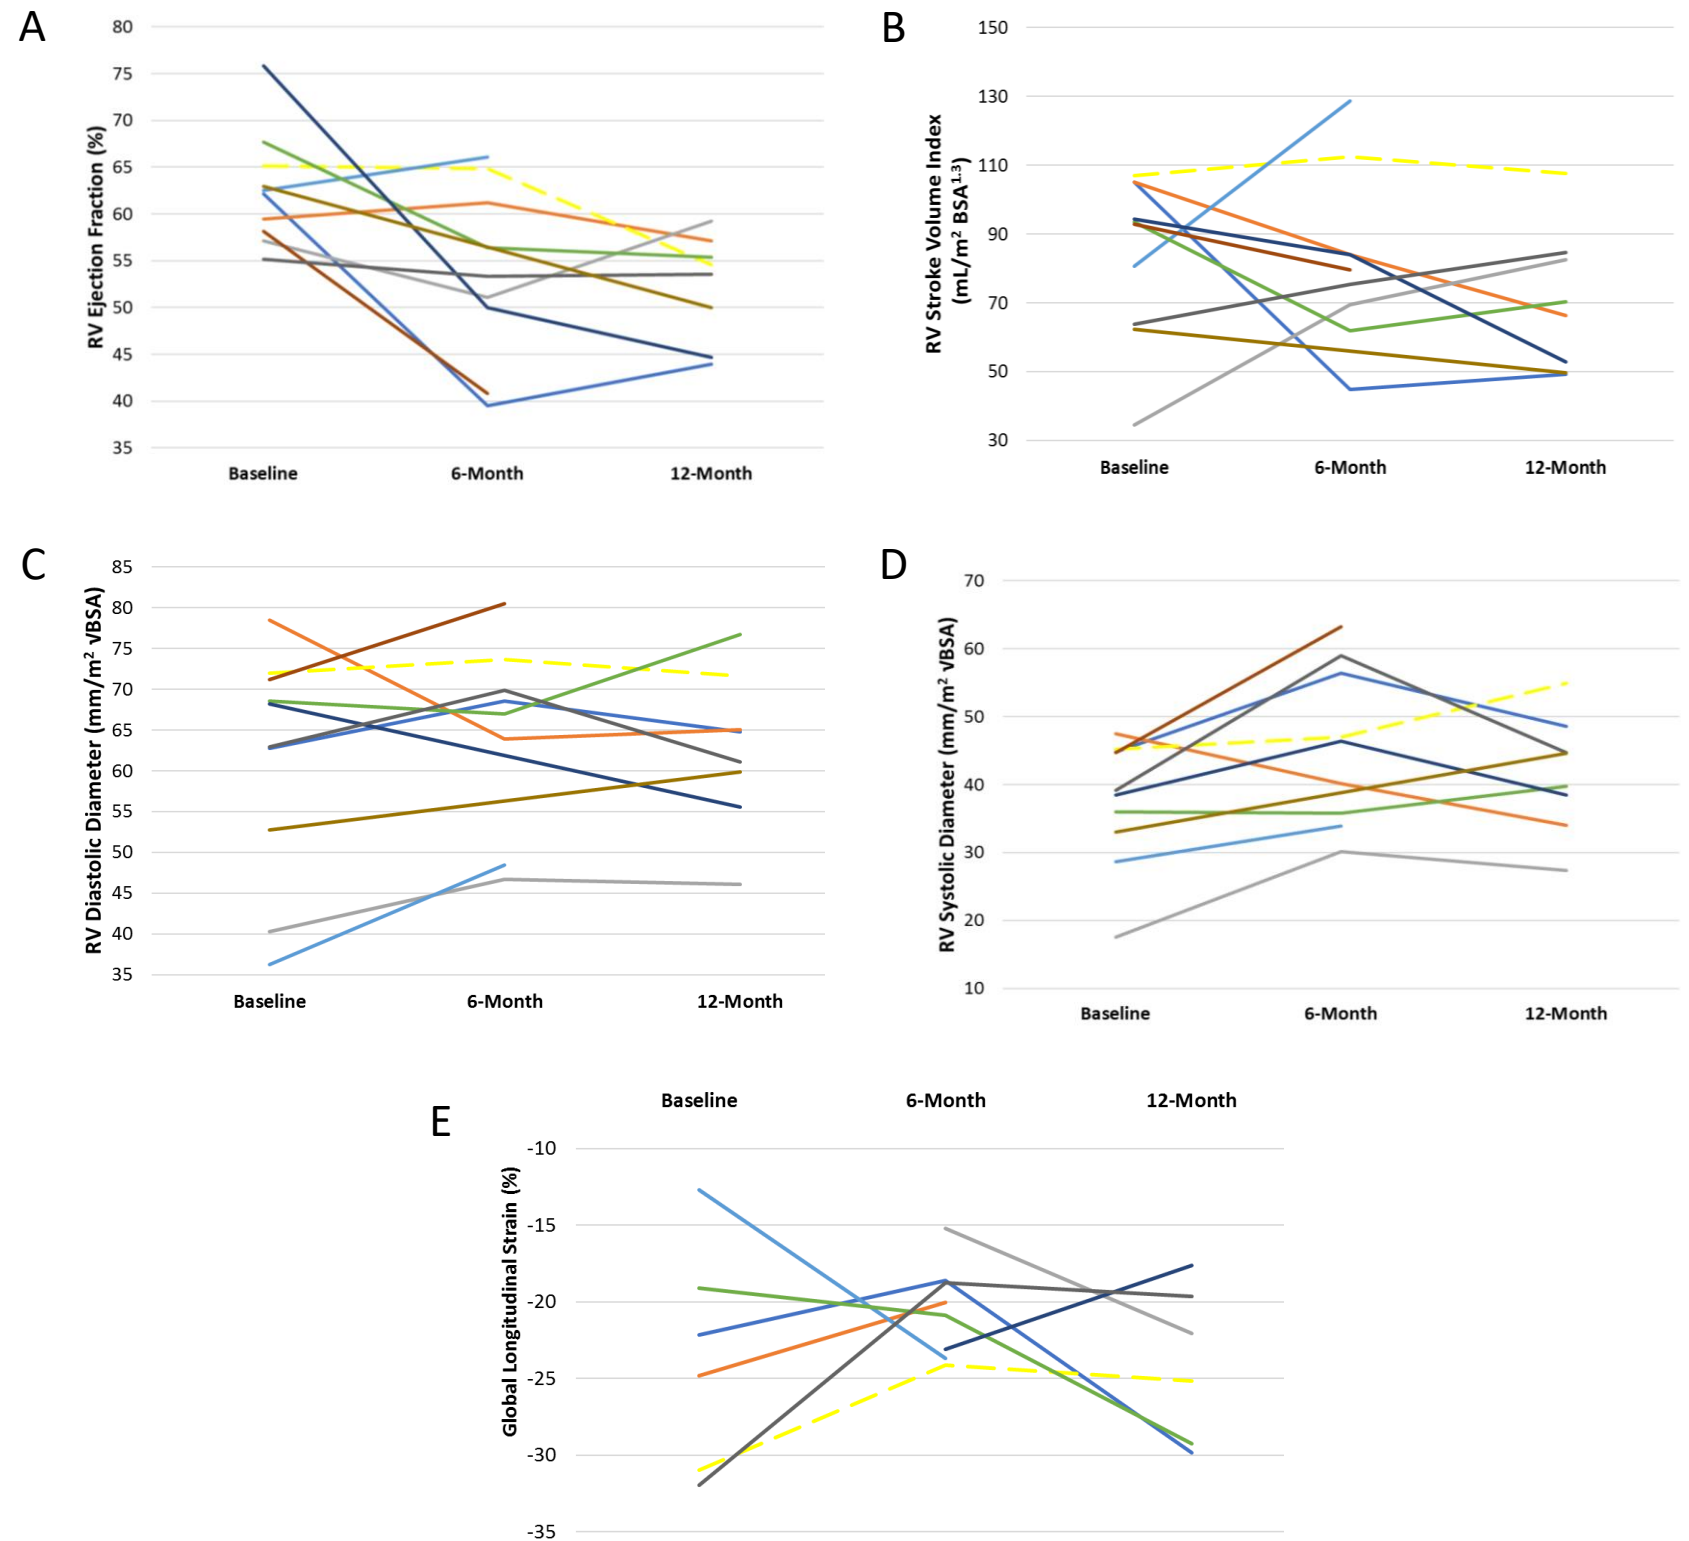 A
RV Ejection Fraction (%)
80
75
70
65
60
55
50
45
40
35
Baseline 6-Month 12-Month
B
RV Stroke Volume Index
(mL/m² BSA¹·³)
150
130
110
90
70
50
30
Baseline 6-Month 12-Month
C
RV Diastolic Diameter (mm/m² √BSA)
85
80
75
70
65
60
55
50
45
40
35
Baseline 6-Month 12-Month
D
RV Systolic Diameter (mm/m² √BSA)
70
60
50
40
30
20
10
Baseline 6-Month 12-Month
E
Baseline 6-Month 12-Month
Global Longitudinal Strain (%)
-10
-15
-20
-25
-30
-35